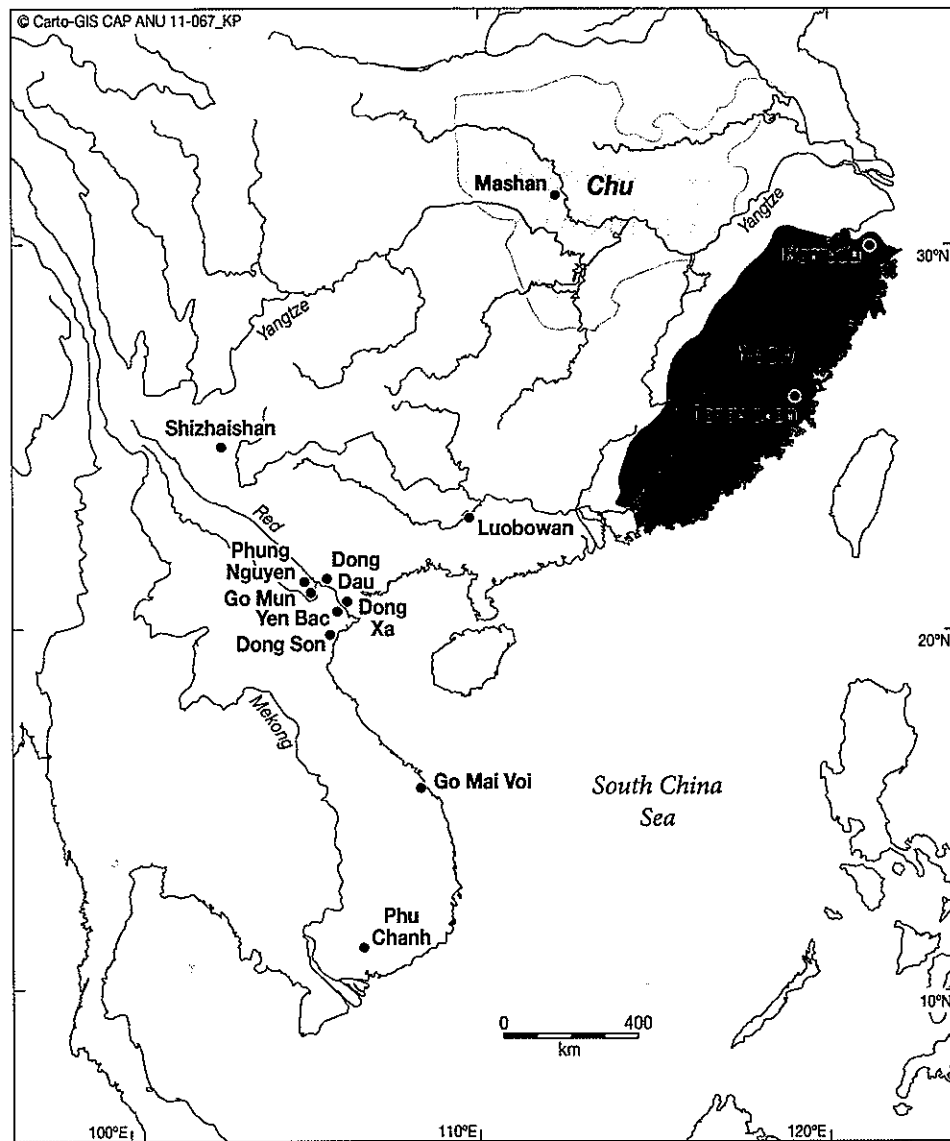 © Carto-GIS CAP ANU 11-067_KP
Mashan
Chu
Yangtze
30°N
Yangtze
Shizhaishan
Red
Luobowan
Phung
Nguyen
Dong
Dau
Go Mun
Yen Bac
Dong
Xa
Dong Son
20°N
Mekong
Go Mai Voi
South China
Sea
Phu
Chanh
10°N
0 400
km
100°E
110°E
120°E